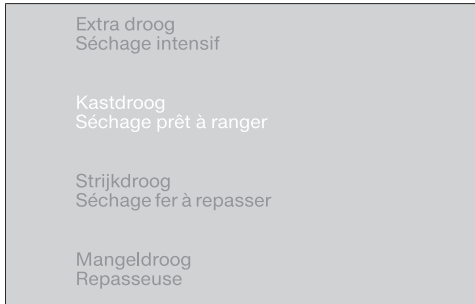 Extra droog
Séchage intensif
Kastdroog
Séchage prêt à ranger
Strijkdroog
Séchage fer à repasser
Mangeldroog
Repasseuse